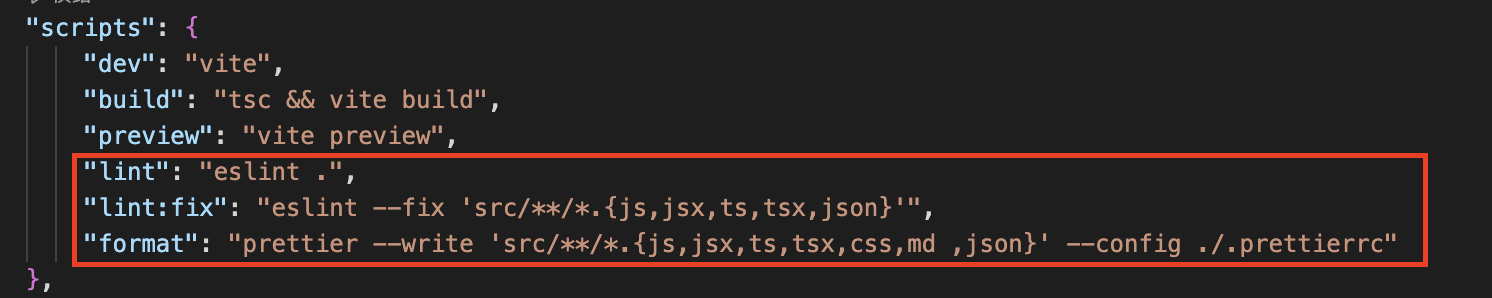 "scripts": {
"dev": "vite",
"build": "tsc && vite build",
"preview": "vite preview",
"lint": "eslint .",
"lint:fix": "eslint --fix 'src/**/*.{js,jsx,ts,tsx,json}'",
"format": "prettier --write 'src/**/*.{js,jsx,ts,tsx,css,md ,json}' --config ./.prettierrc"
},